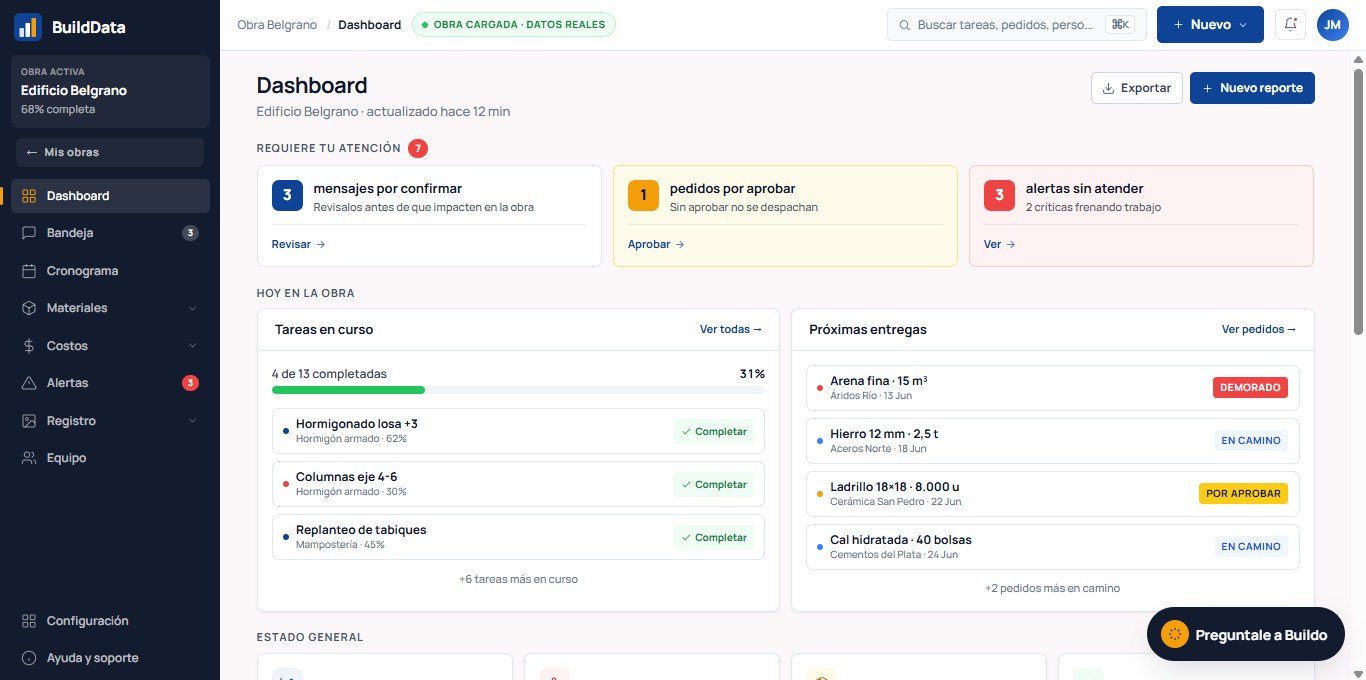 BuildData
OBRA ACTIVA
Edificio Belgrano
68% completa
← Mis obras
Dashboard
Bandeja 3
Cronograma
Materiales
Costos
Alertas 3
Registro
Equipo
Configuración
Ayuda y soporte
Obra Belgrano / Dashboard
OBRA CARGADA · DATOS REALES
Buscar tareas, pedidos, perso... ⌘K
+ Nuevo
JM
Dashboard
Edificio Belgrano · actualizado hace 12 min
Exportar
+ Nuevo reporte
REQUIERE TU ATENCIÓN 7
3 mensajes por confirmar
Revisalos antes de que impacten en la obra
Revisar →
1 pedidos por aprobar
Sin aprobar no se despachan
Aprobar →
3 alertas sin atender
2 críticas frenando trabajo
Ver →
HOY EN LA OBRA
Tareas en curso
Ver todas →
4 de 13 completadas
31%
Hormigonado losa +3
Hormigón armado · 62%
✓ Completar
Columnas eje 4-6
Hormigón armado · 30%
✓ Completar
Replanteo de tabiques
Mampostería · 45%
✓ Completar
+6 tareas más en curso
Próximas entregas
Ver pedidos →
Arena fina · 15 m³
Áridos Río · 13 Jun
DEMORADO
Hierro 12 mm · 2,5 t
Aceros Norte · 18 Jun
EN CAMINO
Ladrillo 18×18 · 8.000 u
Cerámica San Pedro · 22 Jun
POR APROBAR
Cal hidratada · 40 bolsas
Cementos del Plata · 24 Jun
EN CAMINO
+2 pedidos más en camino
ESTADO GENERAL
Preguntale a Buildo